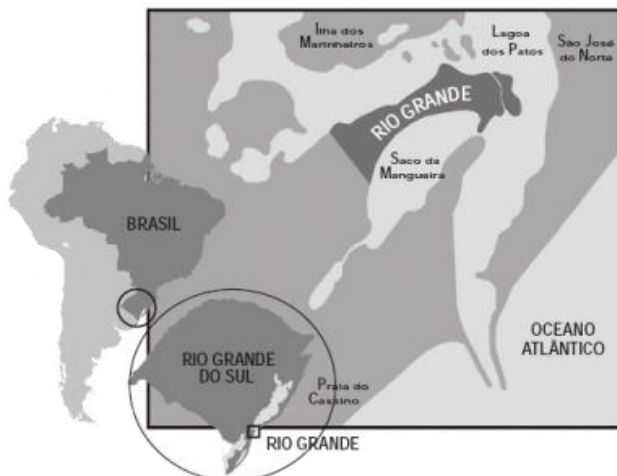 Ilha dos
Marinheiros
Lagoa
dos Patos
São José
do Norte
RIO GRANDE
Saco da
Mangueira
BRASIL
OCEANO
ATLÂNTICO
RIO GRANDE
DO SUL
Praia do
Cassino
RIO GRANDE